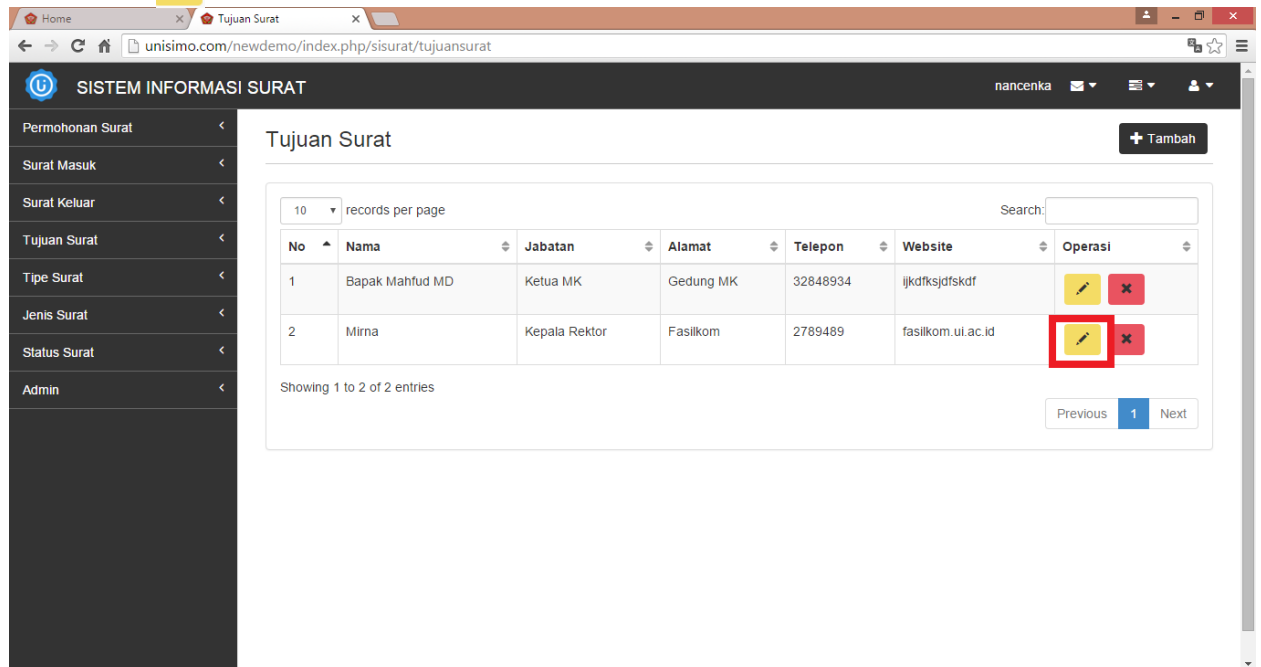 Home
Tujuan Surat
unisimo.com/newdemo/index.php/sisurat/tujuansurat
SISTEM INFORMASI SURAT
nancenka
Permohonan Surat
Surat Masuk
Surat Keluar
Tujuan Surat
Tipe Surat
Jenis Surat
Status Surat
Admin
Tujuan Surat
Tambah
10 records per page
Search:
No Nama Jabatan Alamat Telepon Website Operasi
1 Bapak Mahfud MD Ketua MK Gedung MK 32848934 ijkdfksjdfskdf
2 Mirna Kepala Rektor Fasilkom 2789489 fasilkom.ui.ac.id
Showing 1 to 2 of 2 entries
Previous 1 Next